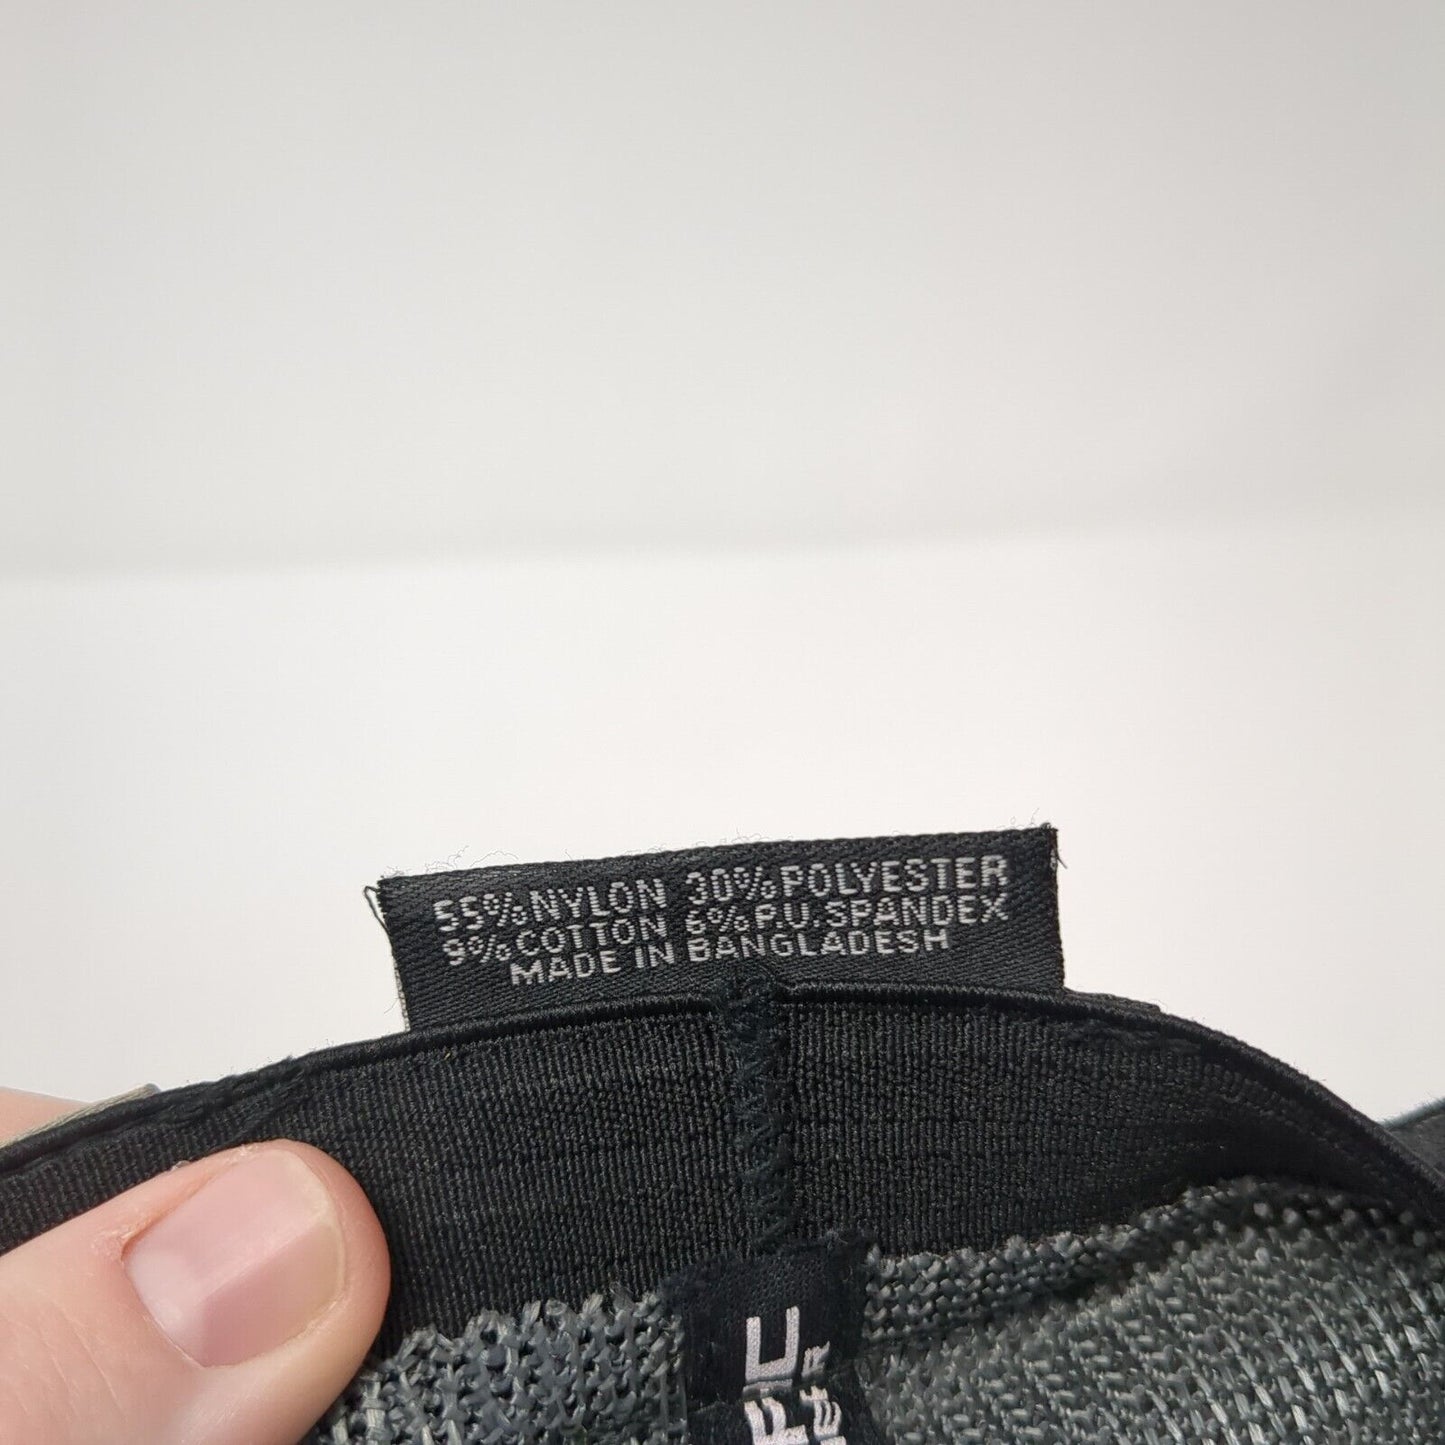 55% NYLON 30% POLYESTER
9% COTTON 6% P.U. SPANDEX
MADE IN BANGLADESH